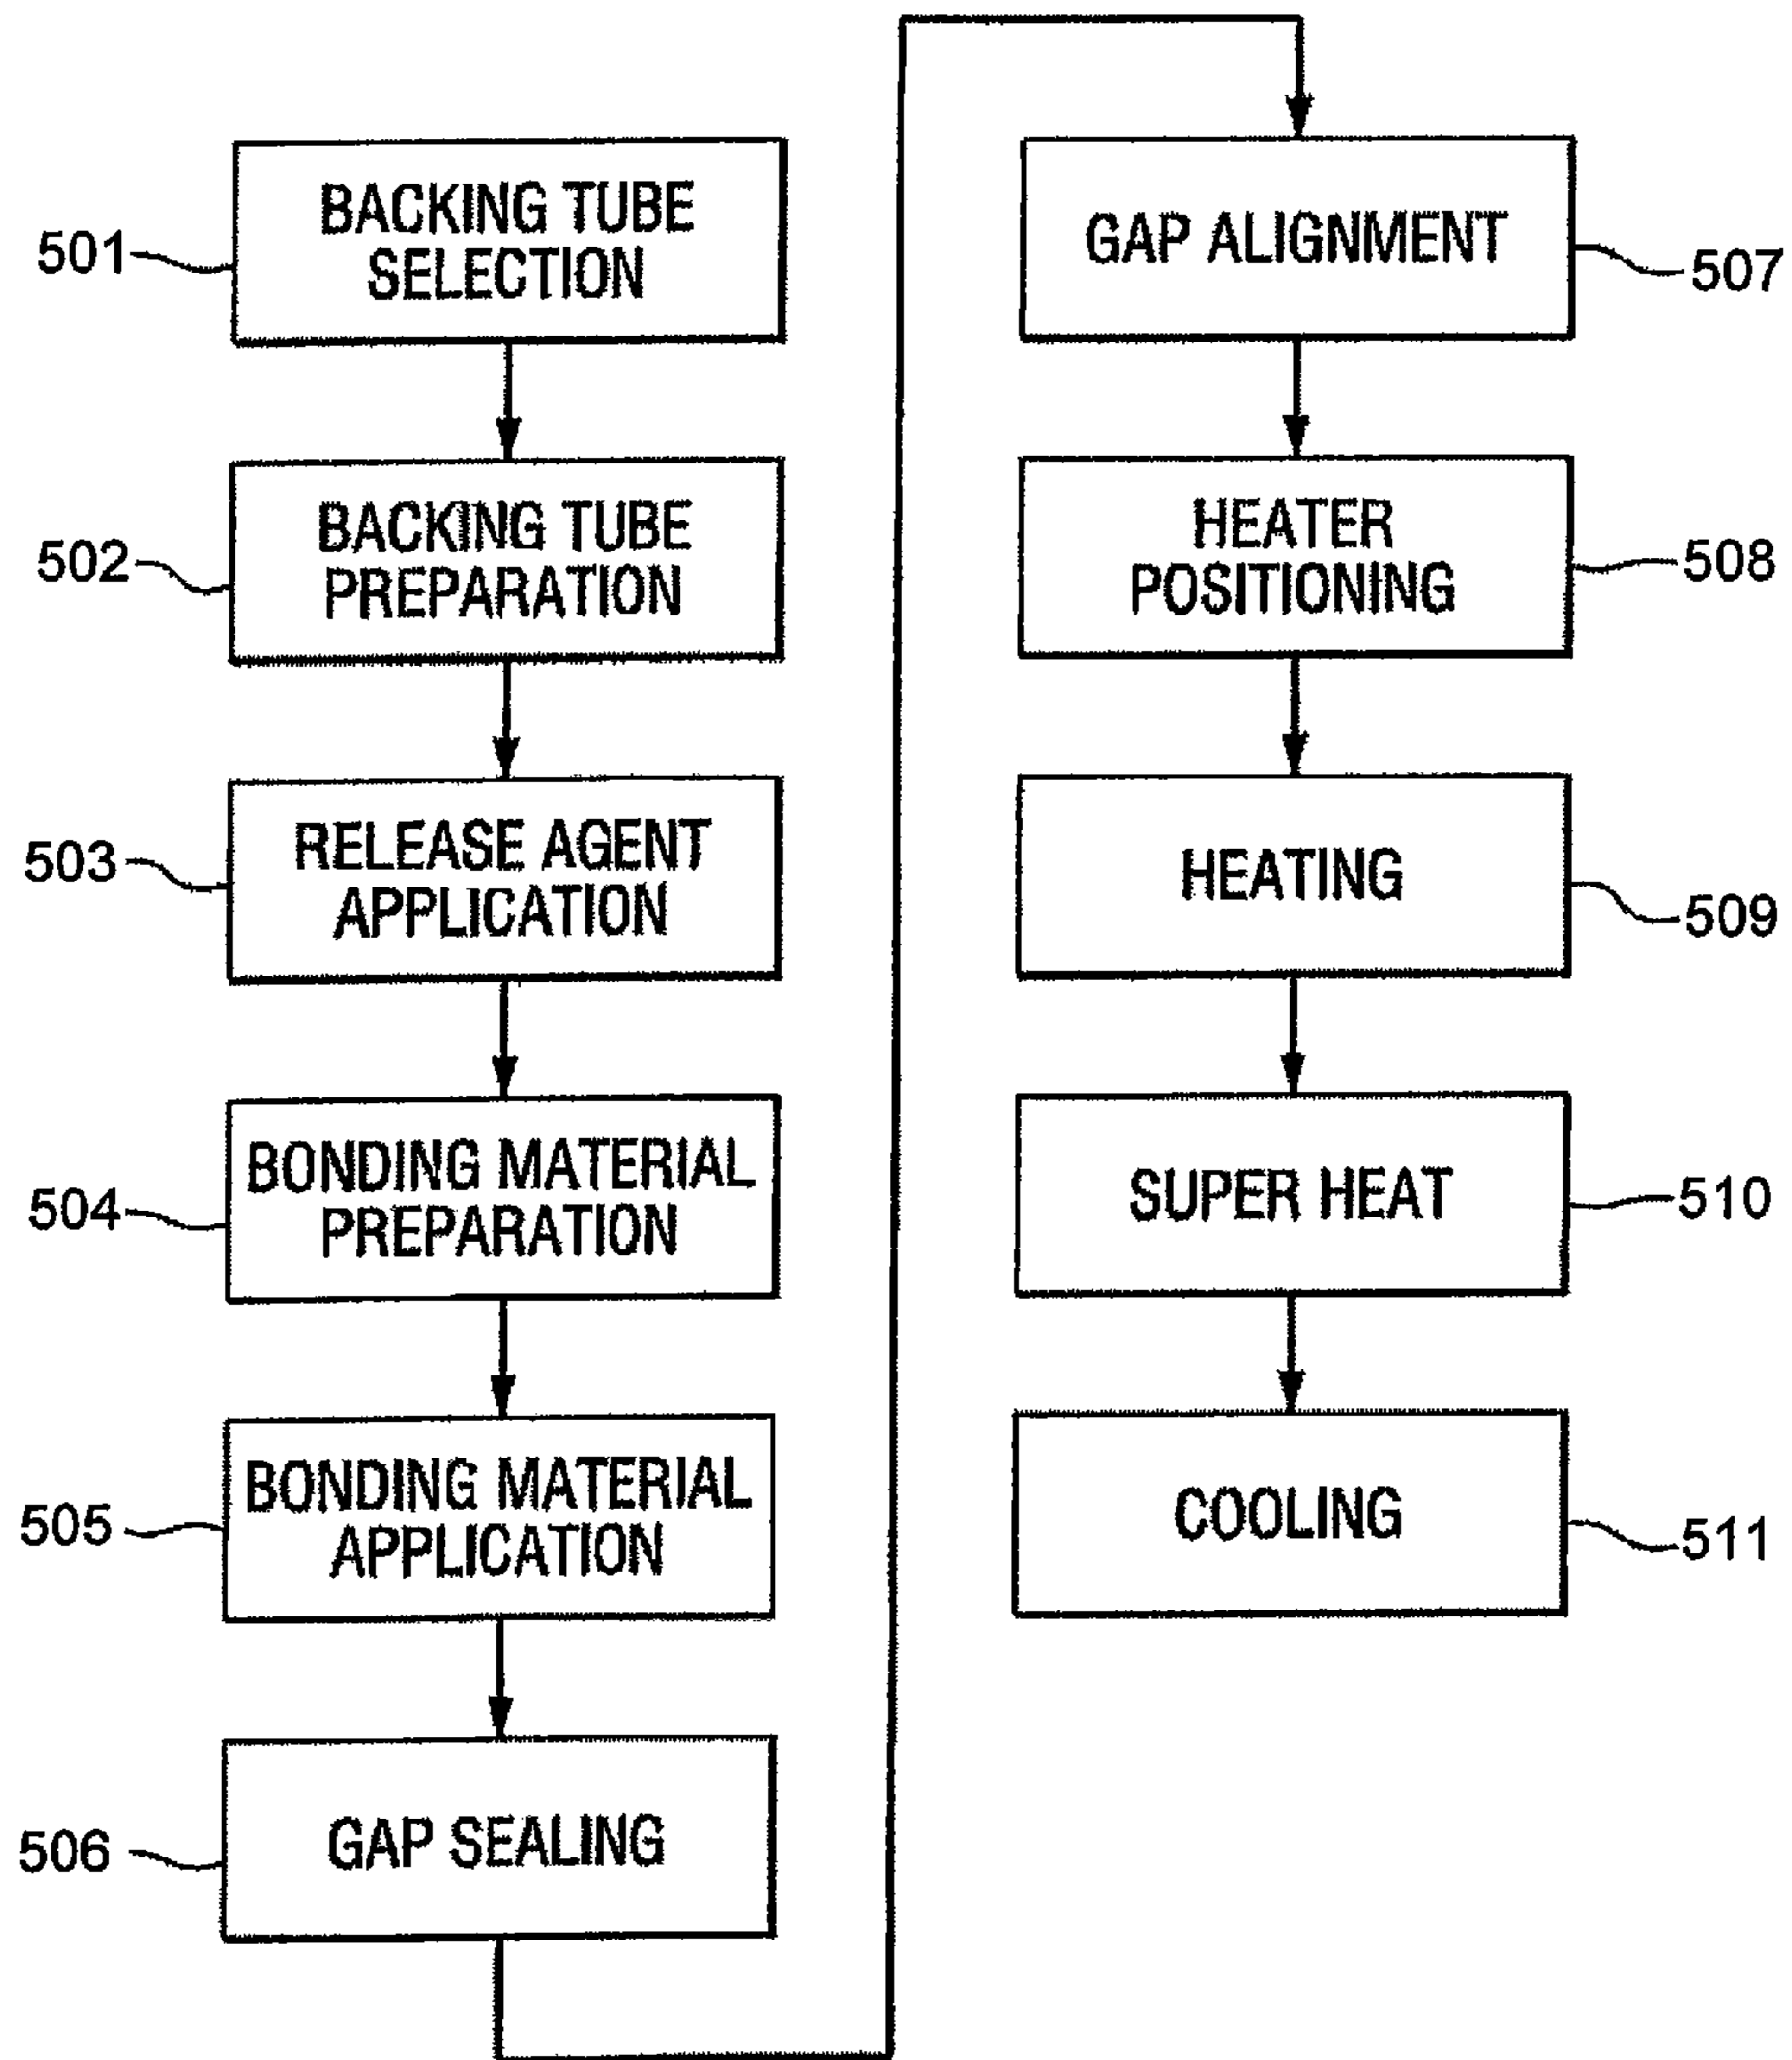 BACKING TUBE
SELECTION
501
BACKING TUBE
PREPARATION
502
RELEASE AGENT
APPLICATION
503
BONDING MATERIAL
PREPARATION
504
BONDING MATERIAL
APPLICATION
505
GAP SEALING
506
GAP ALIGNMENT
507
HEATER
POSITIONING
508
HEATING
509
SUPER HEAT
510
COOLING
511